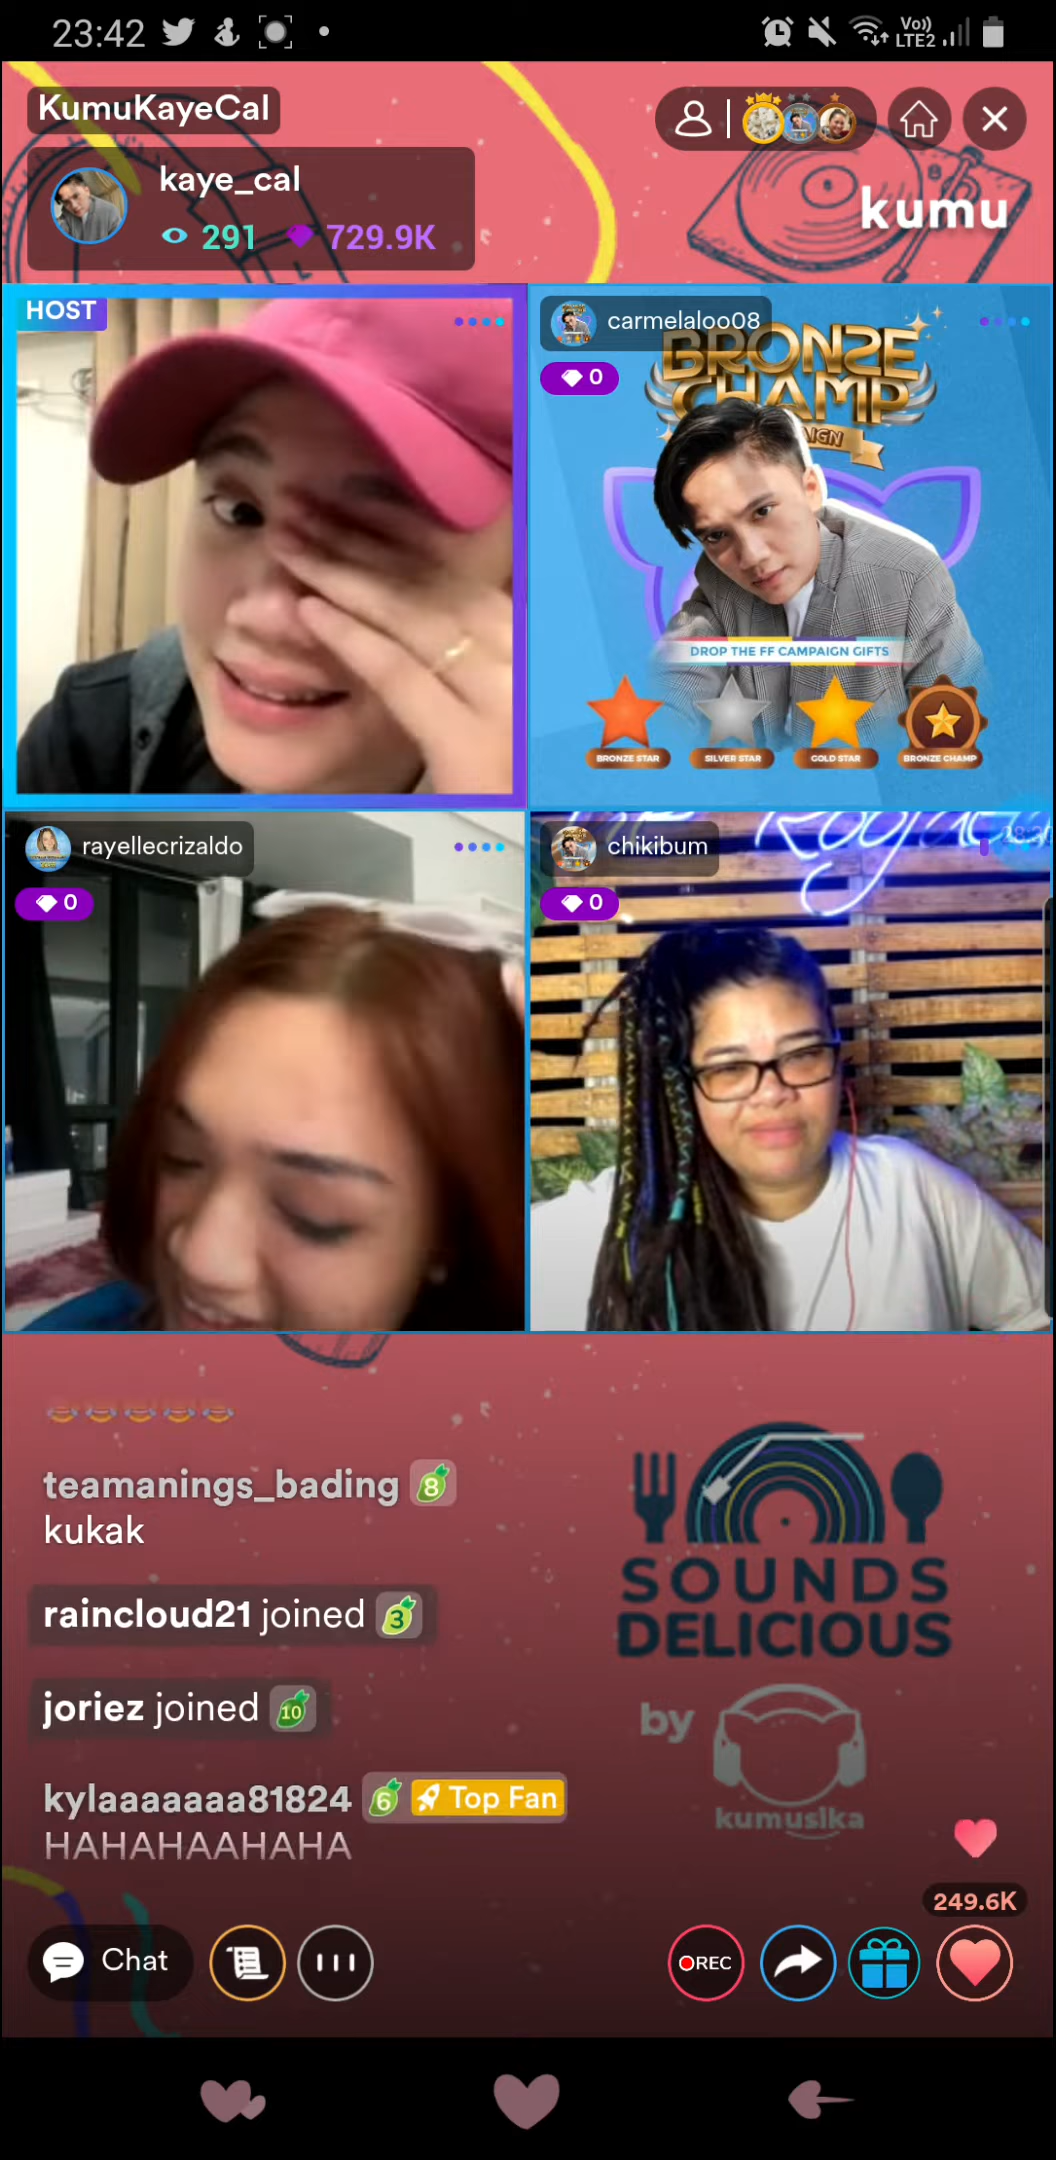 23:42
Vo))
LTE2
KumuKayeCal
kaye_cal
291 729.9K
kumu
HOST
carmelaloo08
0
BRONZE
CHAMP
DROP THE FF CAMPAIGN GIFTS
BRONZE STAR
SILVER STAR
GOLD STAR
BRONZE CHAMP
rayellecrizaldo
0
chikibum
0
teamanings_bading 8
kukak
raincloud21 joined 3
joriez joined 10
kylaaaaaaa81824 6 Top Fan
HAHAHAAHAHA
SOUNDS
DELICIOUS
by
kumusika
249.6K
Chat
REC